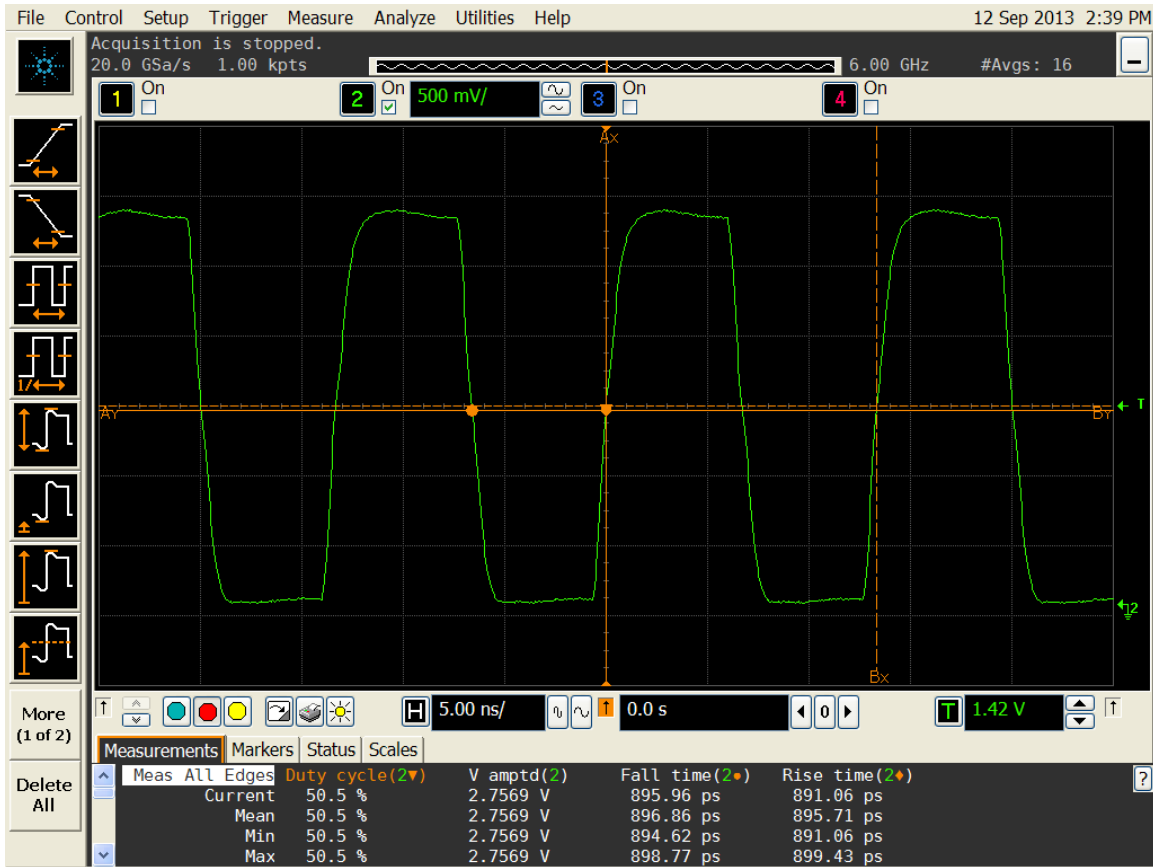 File Control Setup Trigger Measure Analyze Utilities Help 12 Sep 2013 2:39 PM
Acquisition is stopped.
20.0 GSa/s 1.00 kpts 6.00 GHz #Avgs: 16
1 On 2 On 500 mV/ 3 On 4 On
Ax
AY BY T
1/
2
Bx
More
(1 of 2)
Delete
All
H 5.00 ns/ 0.0 s 0 T 1.42 V
Measurements Markers Status Scales
Meas All Edges Duty cycle(2▼) V amptd(2) Fall time(2●) Rise time(2♦) ?
Current 50.5 % 2.7569 V 895.96 ps 891.06 ps
Mean 50.5 % 2.7569 V 896.86 ps 895.71 ps
Min 50.5 % 2.7569 V 894.62 ps 891.06 ps
Max 50.5 % 2.7569 V 898.77 ps 899.43 ps